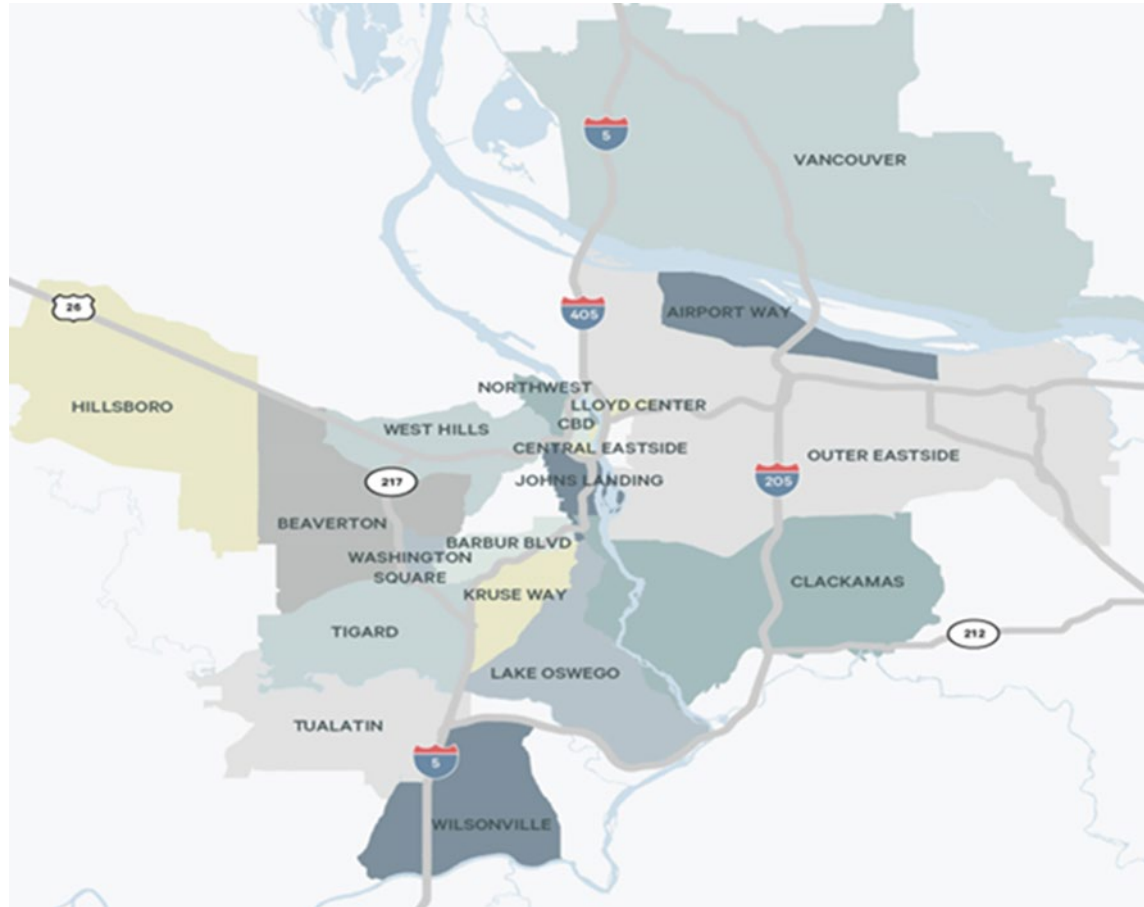 5
VANCOUVER
26
405
AIRPORT WAY
NORTHWEST
HILLSBORO
LLOYD CENTER
CBD
WEST HILLS
CENTRAL EASTSIDE
OUTER EASTSIDE
217
JOHNS LANDING
205
BEAVERTON
BARBUR BLVD
WASHINGTON
SQUARE
CLACKAMAS
KRUSE WAY
TIGARD
212
LAKE OSWEGO
TUALATIN
5
WILSONVILLE